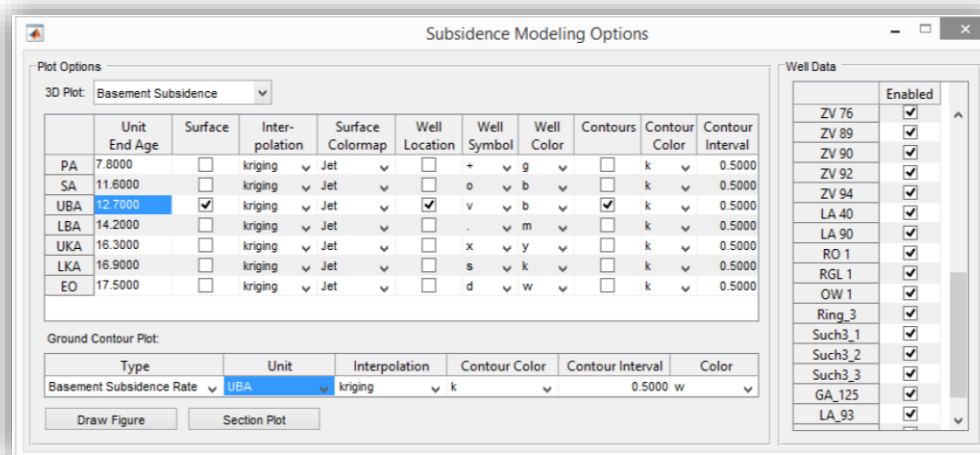 Subsidence Modeling Options
Plot Options
3D Plot: Basement Subsidence
Unit End Age Surface Inter-polation Surface Colormap Well Location Well Symbol Well Color Contours Contour Color Contour Interval
PA 7.8000 kriging Jet + g k 0.5000
SA 11.6000 kriging Jet o b k 0.5000
UBA 12.7000 kriging Jet v b k 0.5000
LBA 14.2000 kriging Jet . m k 0.5000
UKA 16.3000 kriging Jet x y k 0.5000
LKA 16.9000 kriging Jet s k k 0.5000
EO 17.5000 kriging Jet d w k 0.5000
Ground Contour Plot:
Type Unit Interpolation Contour Color Contour Interval Color
Basement Subsidence Rate UBA kriging k 0.5000 w
Draw Figure Section Plot
Well Data
Enabled
ZV 76
ZV 89
ZV 90
ZV 92
ZV 94
LA 40
LA 90
RO 1
RGL 1
OW 1
Ring_3
Such3_1
Such3_2
Such3_3
GA_125
LA_93